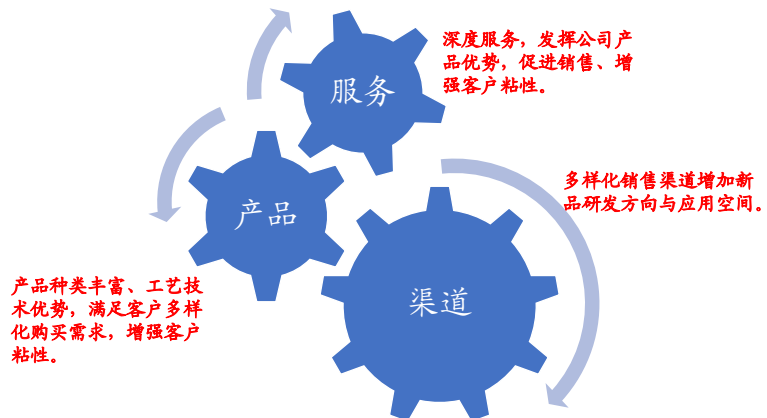 服务
深度服务，发挥公司产
品优势，促进销售、增
强客户粘性。
多样化销售渠道增加新
品研发方向与应用空间。
产品
产品种类丰富、工艺技
术优势，满足客户多样
化购买需求，增强客户
粘性。
渠道